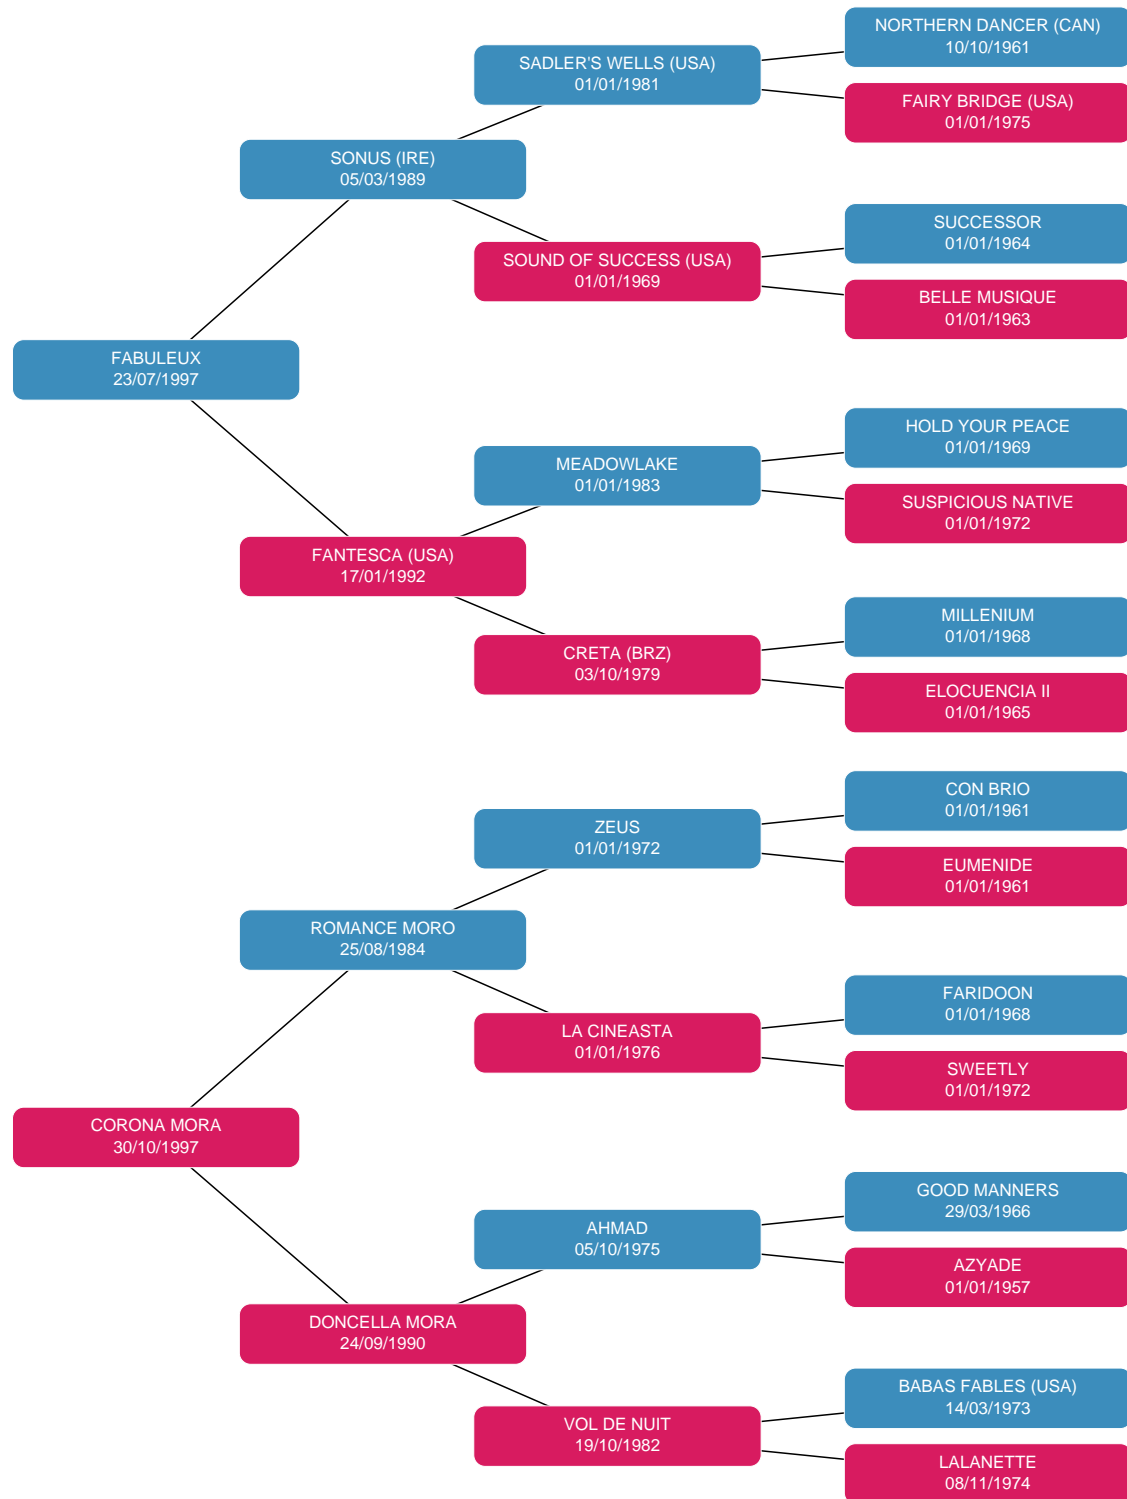 NORTHERN DANCER (CAN)
10/10/1961
SADLER'S WELLS (USA)
01/01/1981
FAIRY BRIDGE (USA)
01/01/1975
SONUS (IRE)
05/03/1989
SUCCESSOR
01/01/1964
SOUND OF SUCCESS (USA)
01/01/1969
BELLE MUSIQUE
01/01/1963
FABULEUX
23/07/1997
HOLD YOUR PEACE
01/01/1969
MEADOWLAKE
01/01/1983
SUSPICIOUS NATIVE
01/01/1972
FANTESCA (USA)
17/01/1992
MILLENIUM
01/01/1968
CRETA (BRZ)
03/10/1979
ELOCUENCIA II
01/01/1965
CON BRIO
01/01/1961
ZEUS
01/01/1972
EUMENIDE
01/01/1961
ROMANCE MORO
25/08/1984
FARIDOON
01/01/1968
LA CINEASTA
01/01/1976
SWEETLY
01/01/1972
CORONA MORA
30/10/1997
GOOD MANNERS
29/03/1966
AHMAD
05/10/1975
AZYADE
01/01/1957
DONCELLA MORA
24/09/1990
BABAS FABLES (USA)
14/03/1973
VOL DE NUIT
19/10/1982
LALANETTE
08/11/1974